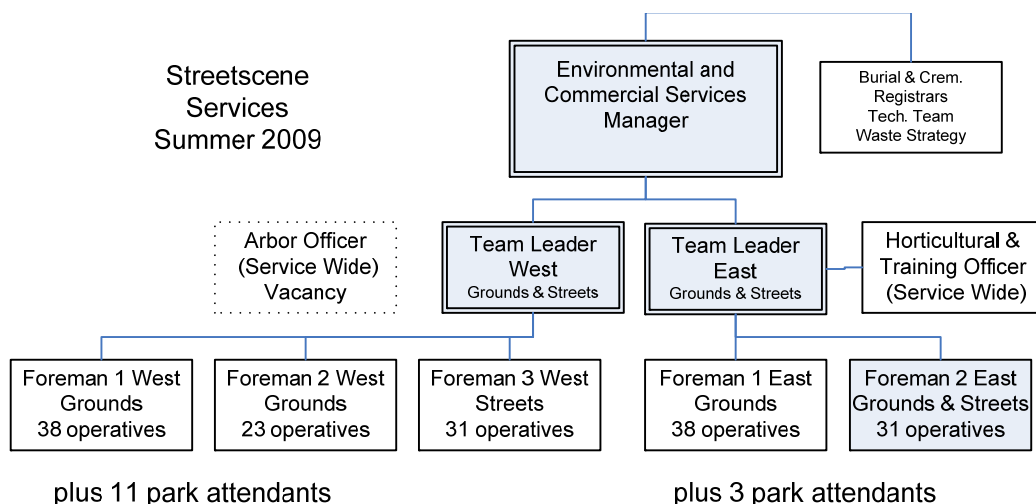 Streetscene
Services
Summer 2009
Environmental and
Commercial Services
Manager
Burial & Crem.
Registrars
Tech. Team
Waste Strategy
Arbor Officer
(Service Wide)
Vacancy
Team Leader
West
Grounds & Streets
Team Leader
East
Grounds & Streets
Horticultural &
Training Officer
(Service Wide)
Foreman 1 West
Grounds
38 operatives
Foreman 2 West
Grounds
23 operatives
Foreman 3 West
Streets
31 operatives
Foreman 1 East
Grounds
38 operatives
Foreman 2 East
Grounds & Streets
31 operatives
plus 11 park attendants
plus 3 park attendants